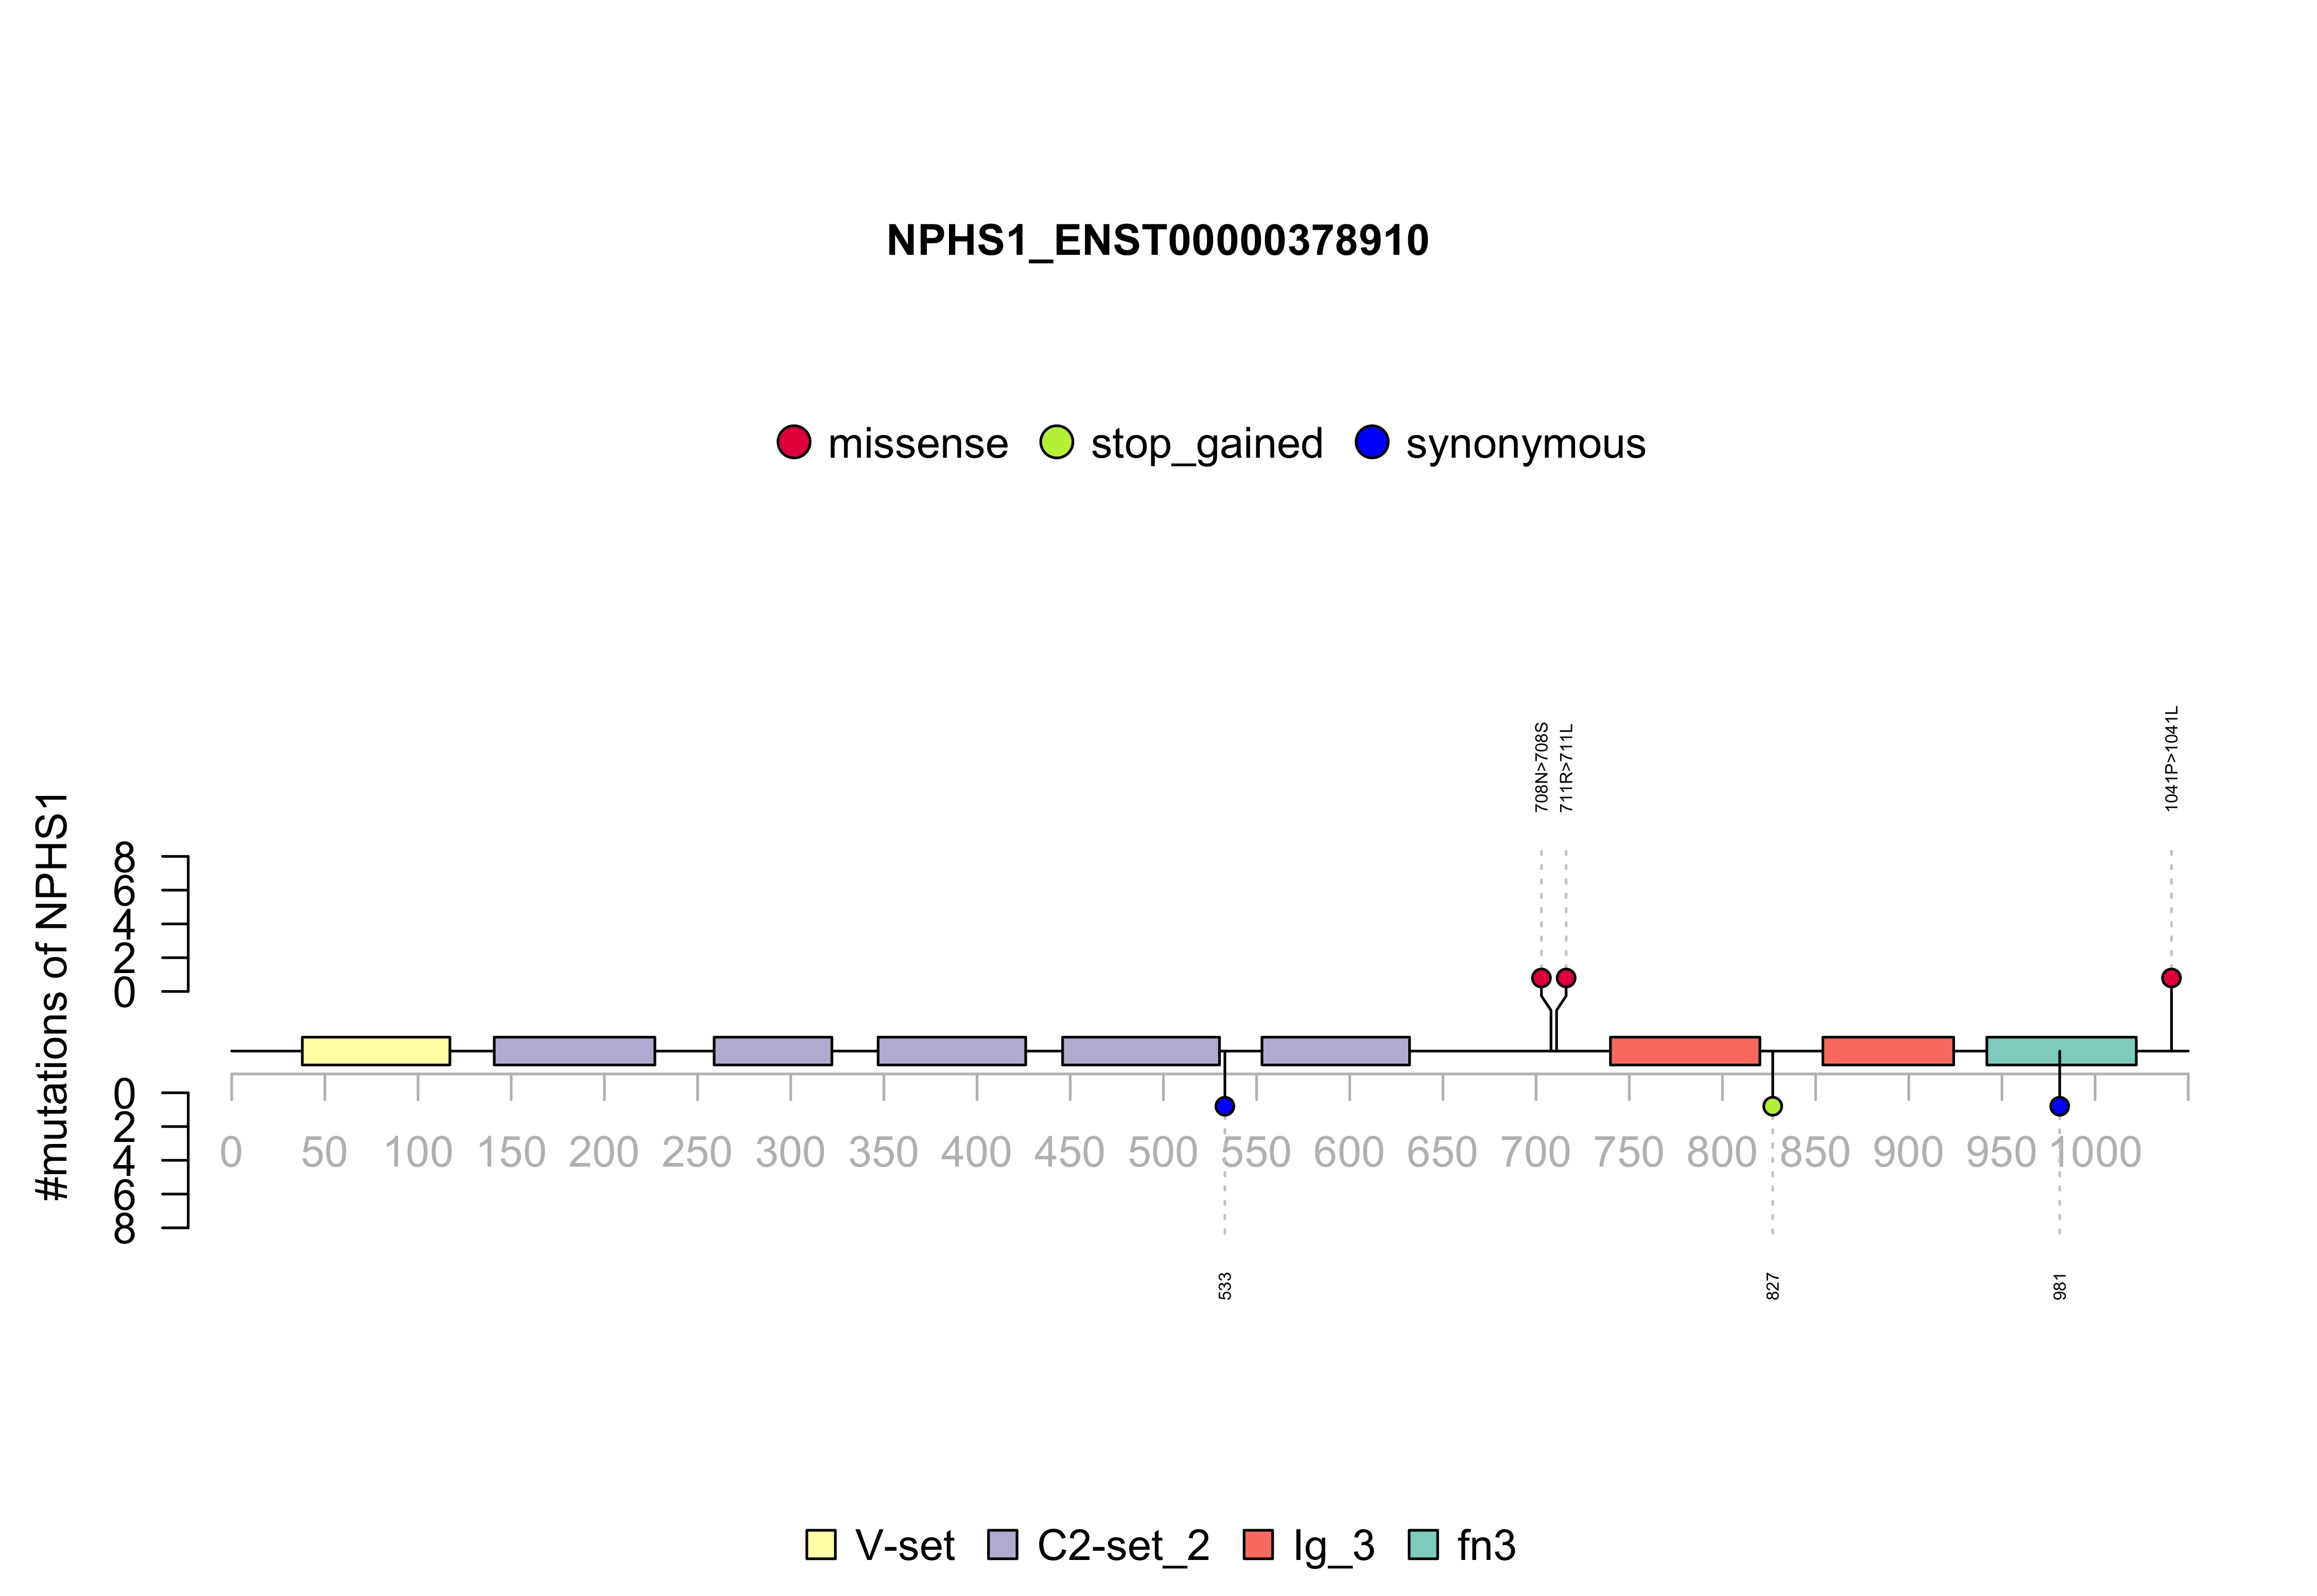 NPHS1_ENST00000378910
missense stop_gained synonymous
708N>708S
711R>711L
1041P>1041L
#mutations of NPHS1
8
6
4
2
0
0
2
4
6
8
0 50 100 150 200 250 300 350 400 450 500 550 600 650 700 750 800 850 900 950 1000
533
827
981
V-set C2-set_2 Ig_3 fn3